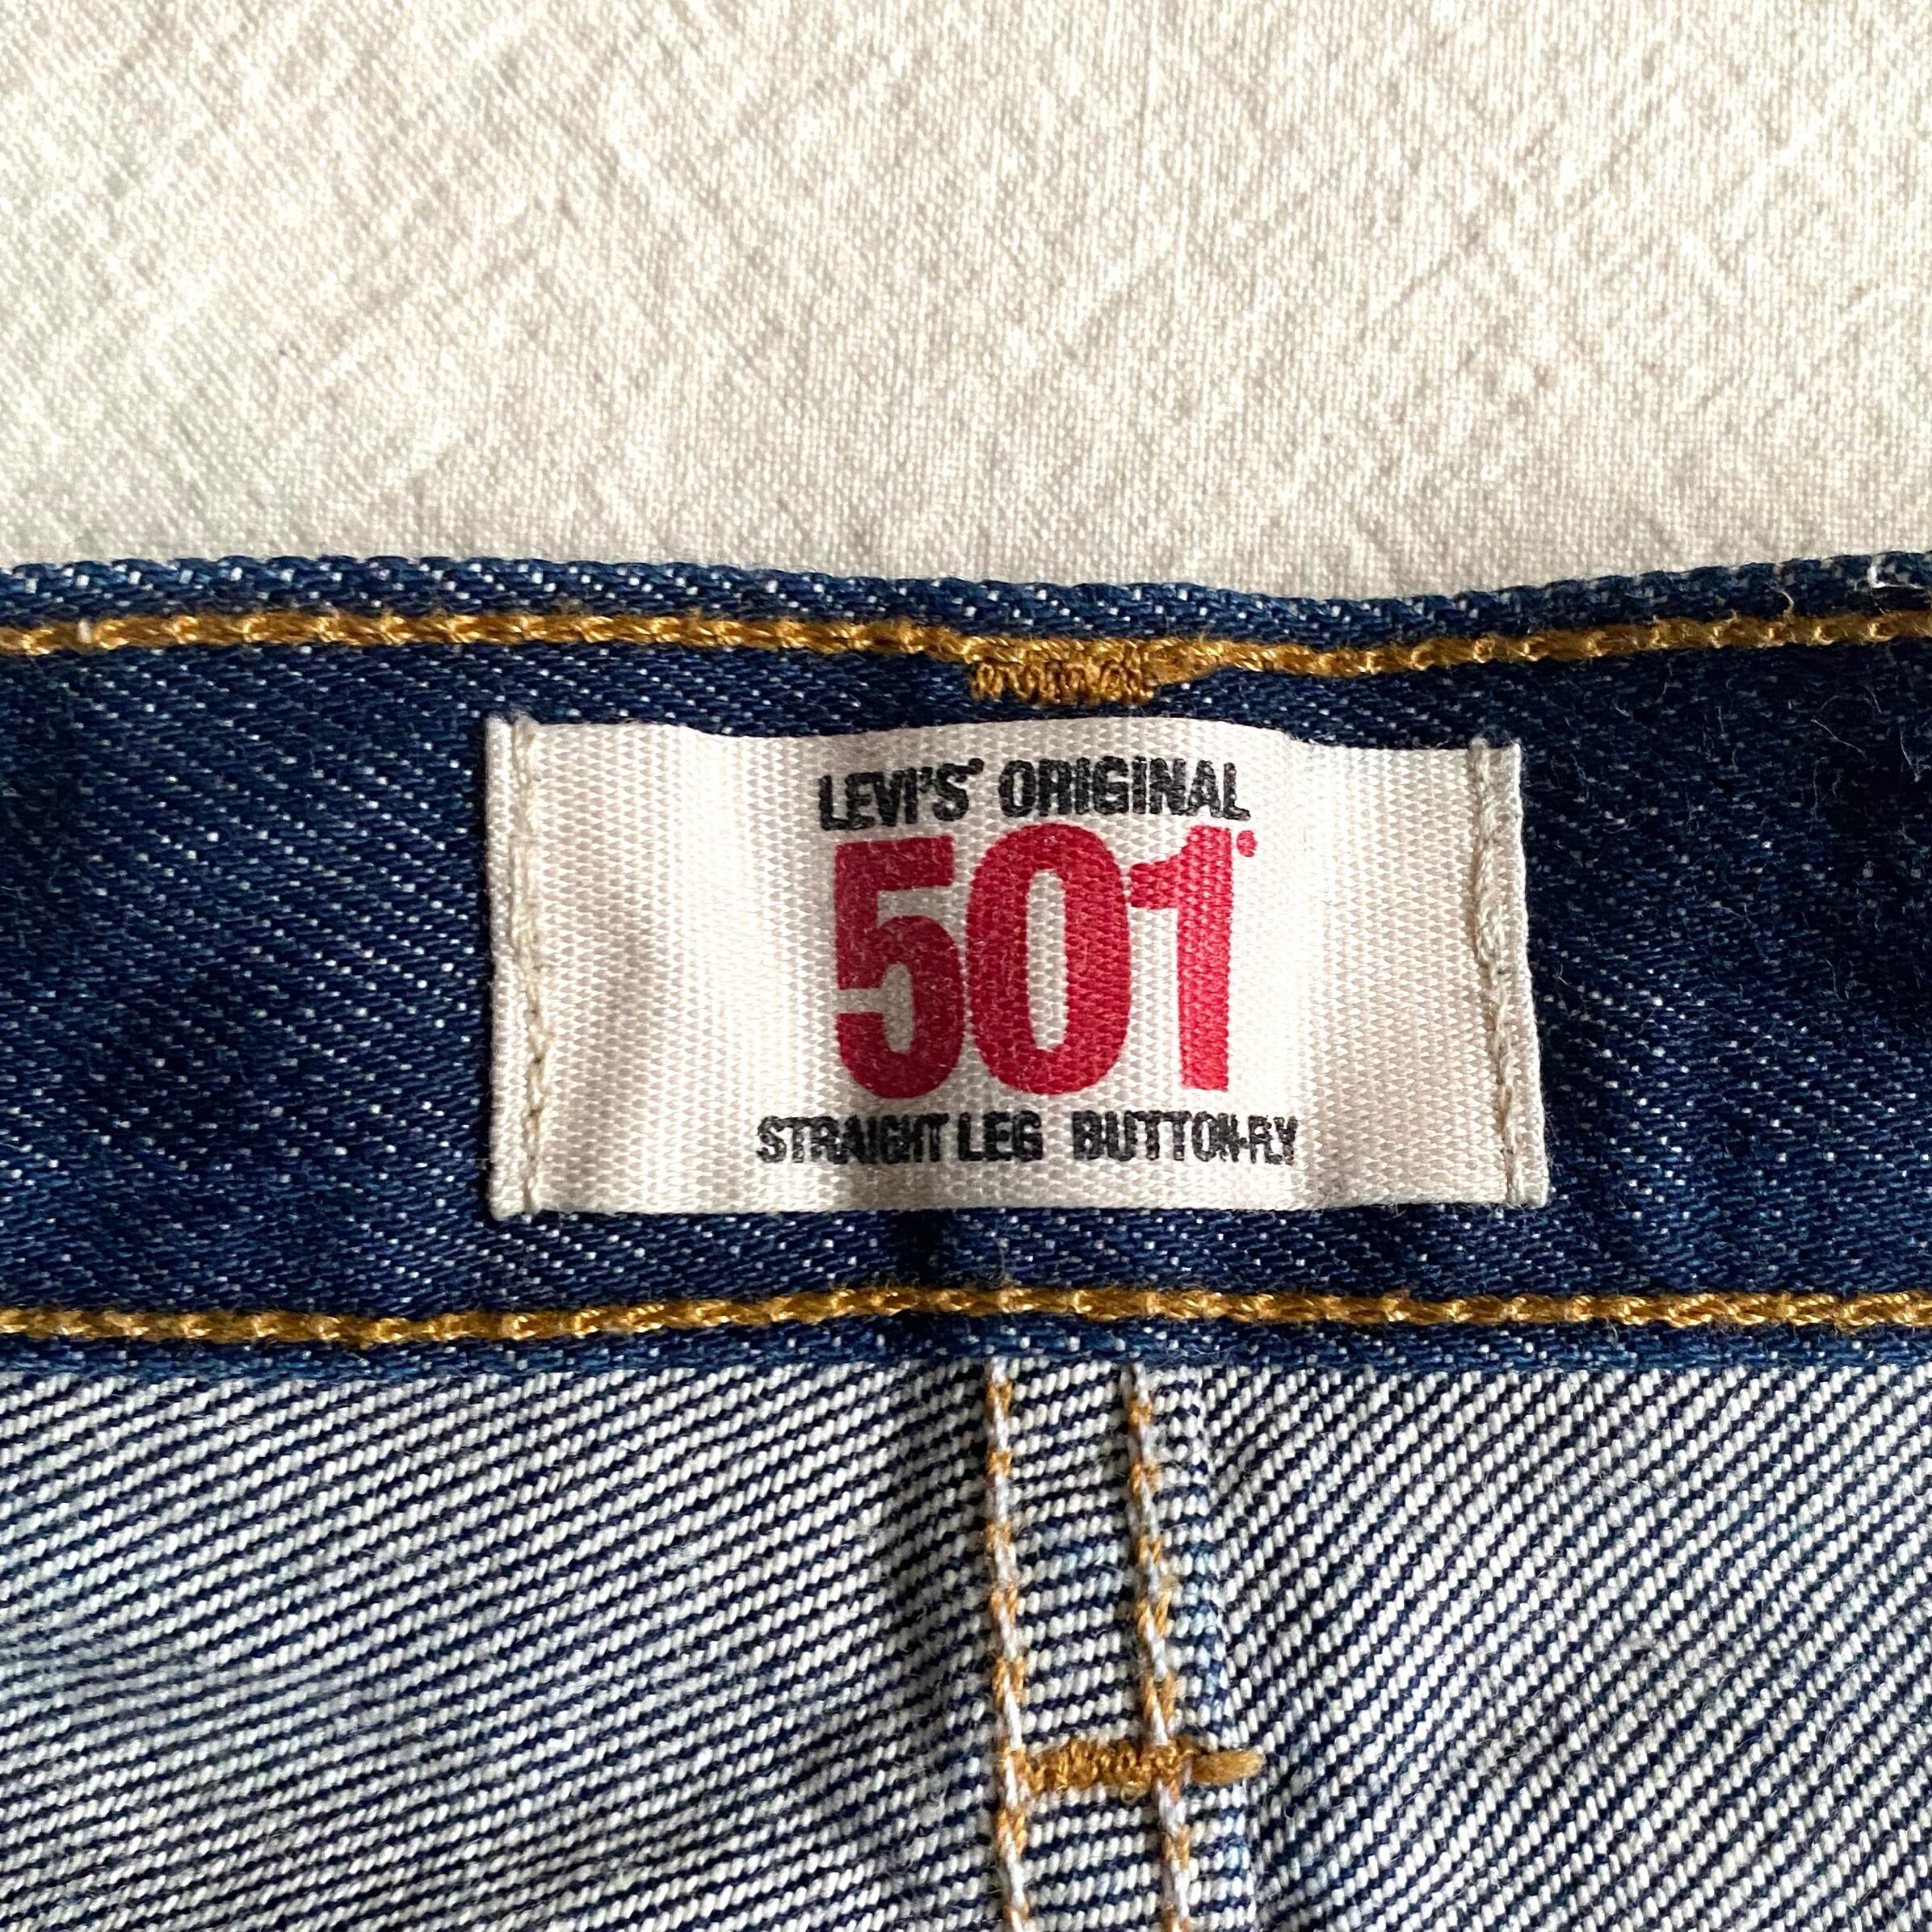 LEVI'S® ORIGINAL
501®
STRAIGHT LEG BUTTON-FLY